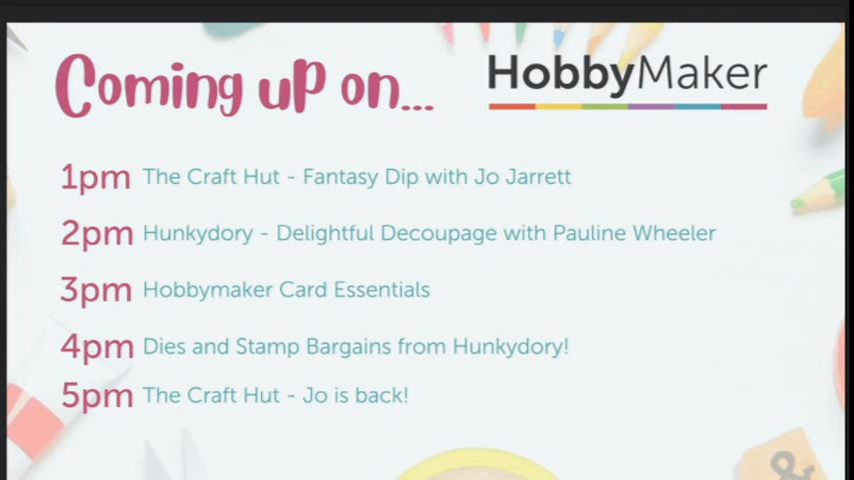 Coming up on...
HobbyMaker
1pm The Craft Hut - Fantasy Dip with Jo Jarrett
2pm Hunkydory - Delightful Decoupage with Pauline Wheeler
3pm Hobbymaker Card Essentials
4pm Dies and Stamp Bargains from Hunkydory!
5pm The Craft Hut - Jo is back!
&